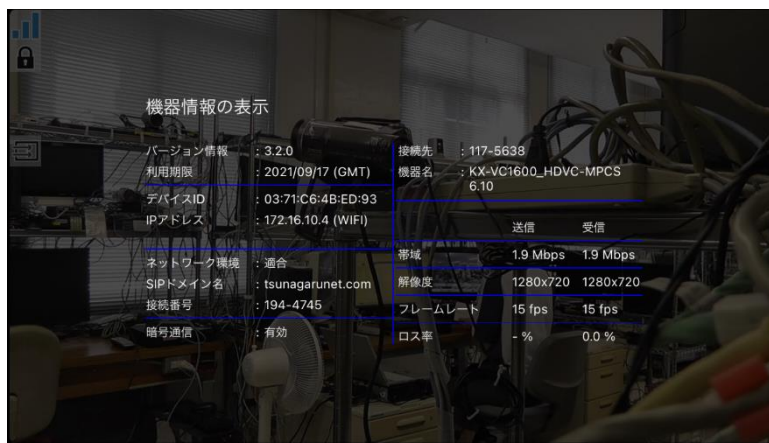 機器情報の表示
バージョン情報 : 3.2.0
利用期限 : 2021/09/17 (GMT)
デバイスID : 03:71:C6:4B:ED:93
IPアドレス : 172.16.10.4 (WIFI)
ネットワーク環境 : 適合
SIPドメイン名 : tsunagarunet.com
接続番号 : 194-4745
暗号通信 : 有効
接続先 : 117-5638
機器名 : KX-VC1600_HDVC-MPCS
6.10
送信 受信
帯域 1.9 Mbps 1.9 Mbps
解像度 1280x720 1280x720
フレームレート 15 fps 15 fps
ロス率 - % 0.0 %